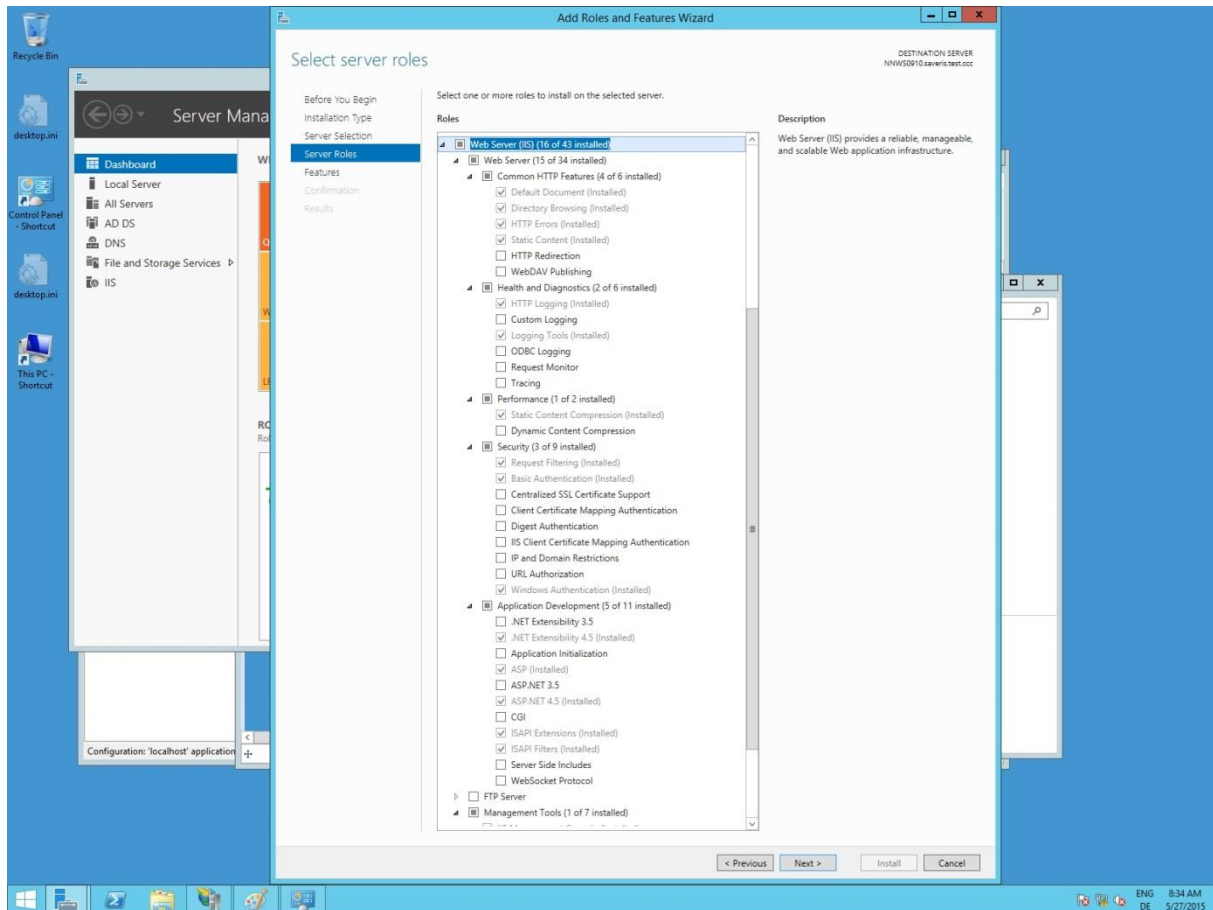 Recycle Bin
desktop.ini
Control Panel
- Shortcut
desktop.ini
This PC -
Shortcut
Server Mana
Dashboard
Local Server
All Servers
AD DS
DNS
File and Storage Services
IIS
Configuration: 'localhost' application
Add Roles and Features Wizard
Select server roles
DESTINATION SERVER
NNWS0910.saveris.test.ccc
Before You Begin
Installation Type
Server Selection
Server Roles
Features
Confirmation
Results
Select one or more roles to install on the selected server.
Roles
Web Server (IIS) (16 of 43 installed)
Web Server (15 of 34 installed)
Common HTTP Features (4 of 6 installed)
Default Document (Installed)
Directory Browsing (Installed)
HTTP Errors (Installed)
Static Content (Installed)
HTTP Redirection
WebDAV Publishing
Health and Diagnostics (2 of 6 installed)
HTTP Logging (Installed)
Custom Logging
Logging Tools (Installed)
ODBC Logging
Request Monitor
Tracing
Performance (1 of 2 installed)
Static Content Compression (Installed)
Dynamic Content Compression
Security (3 of 9 installed)
Request Filtering (Installed)
Basic Authentication (Installed)
Centralized SSL Certificate Support
Client Certificate Mapping Authentication
Digest Authentication
IIS Client Certificate Mapping Authentication
IP and Domain Restrictions
URL Authorization
Windows Authentication (Installed)
Application Development (5 of 11 installed)
.NET Extensibility 3.5
.NET Extensibility 4.5 (Installed)
Application Initialization
ASP (Installed)
ASP.NET 3.5
ASP.NET 4.5 (Installed)
CGI
ISAPI Extensions (Installed)
ISAPI Filters (Installed)
Server Side Includes
WebSocket Protocol
FTP Server
Management Tools (1 of 7 installed)
Description
Web Server (IIS) provides a reliable, manageable,
and scalable Web application infrastructure.
< Previous
Next >
Install
Cancel
ENG
DE
8:34 AM
5/27/2015